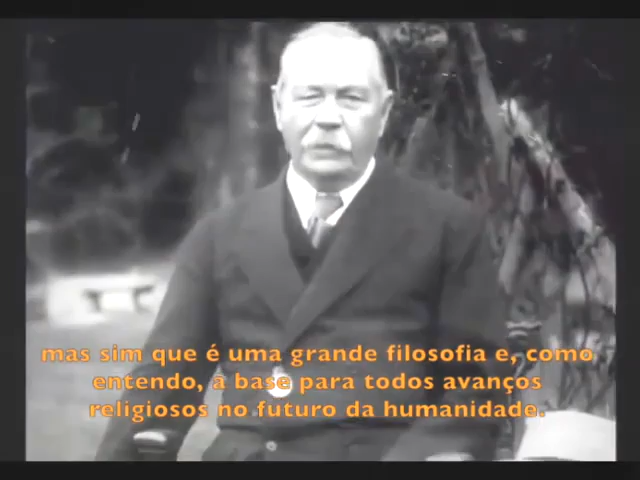 mas sim que é uma grande filosofia e, como
entendo, a base para todos avanços
religiosos no futuro da humanidade.